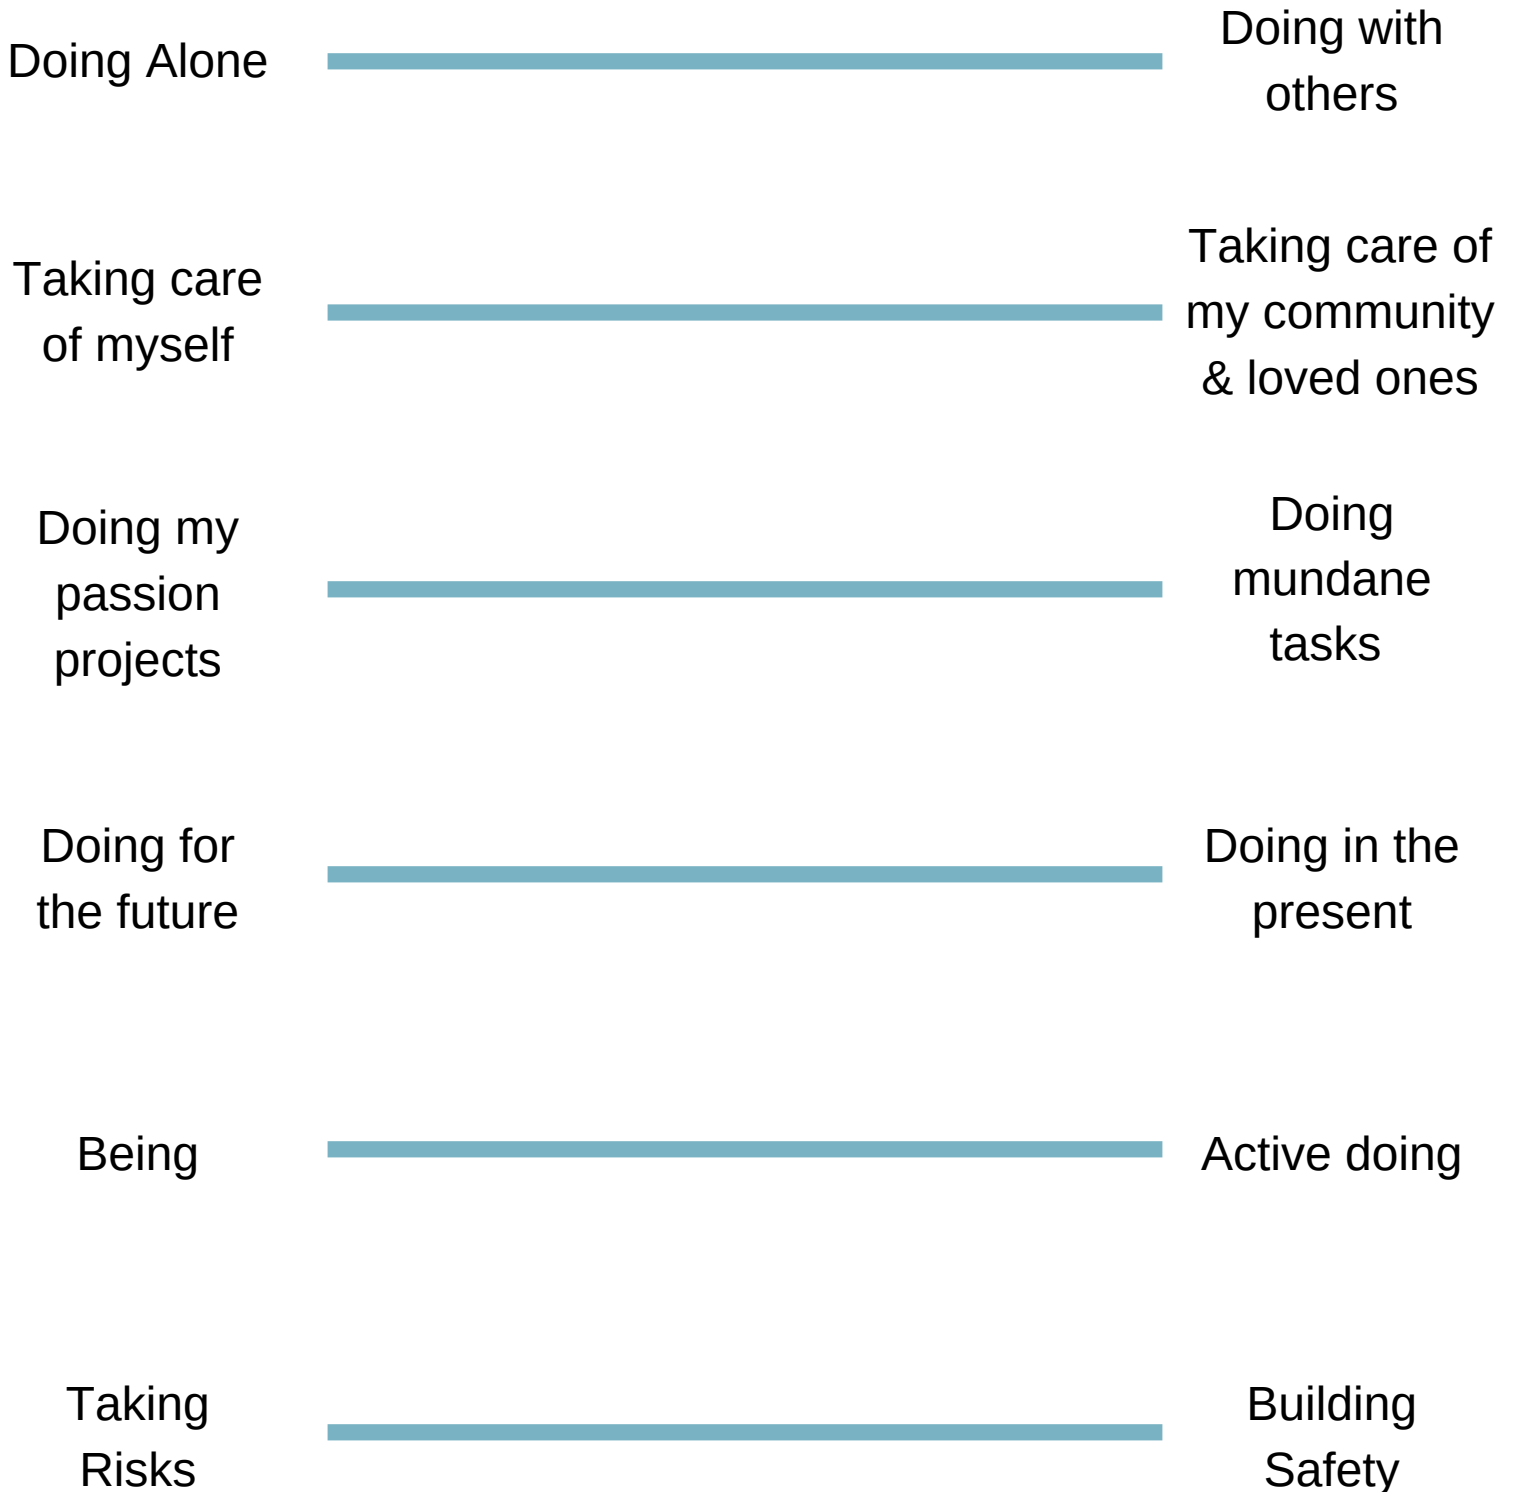 Doing Alone
Doing with
others
Taking care
of myself
Taking care of
my community
& loved ones
Doing my
passion
projects
Doing
mundane
tasks
Doing for
the future
Doing in the
present
Being
Active doing
Taking
Risks
Building
Safety